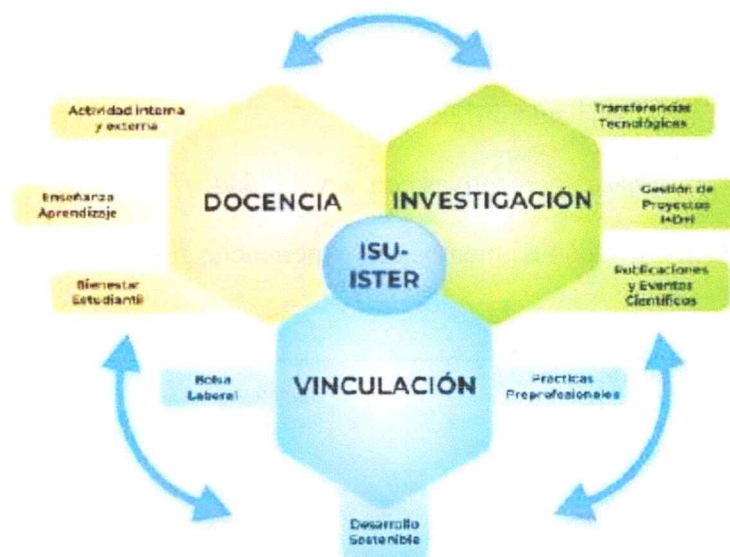 Actividad interna
y externa
Transferencias
Tecnológicas
Enseñanza
Aprendizaje
DOCENCIA
INVESTIGACIÓN
Gestión de
Proyectos
I+D+i
ISU-
ISTER
Bienestar
Estudiantil
Publicaciones
y Eventos
Científicos
Bolsa
Laboral
VINCULACIÓN
Prácticas
Preprofesionales
Desarrollo
Sostenible